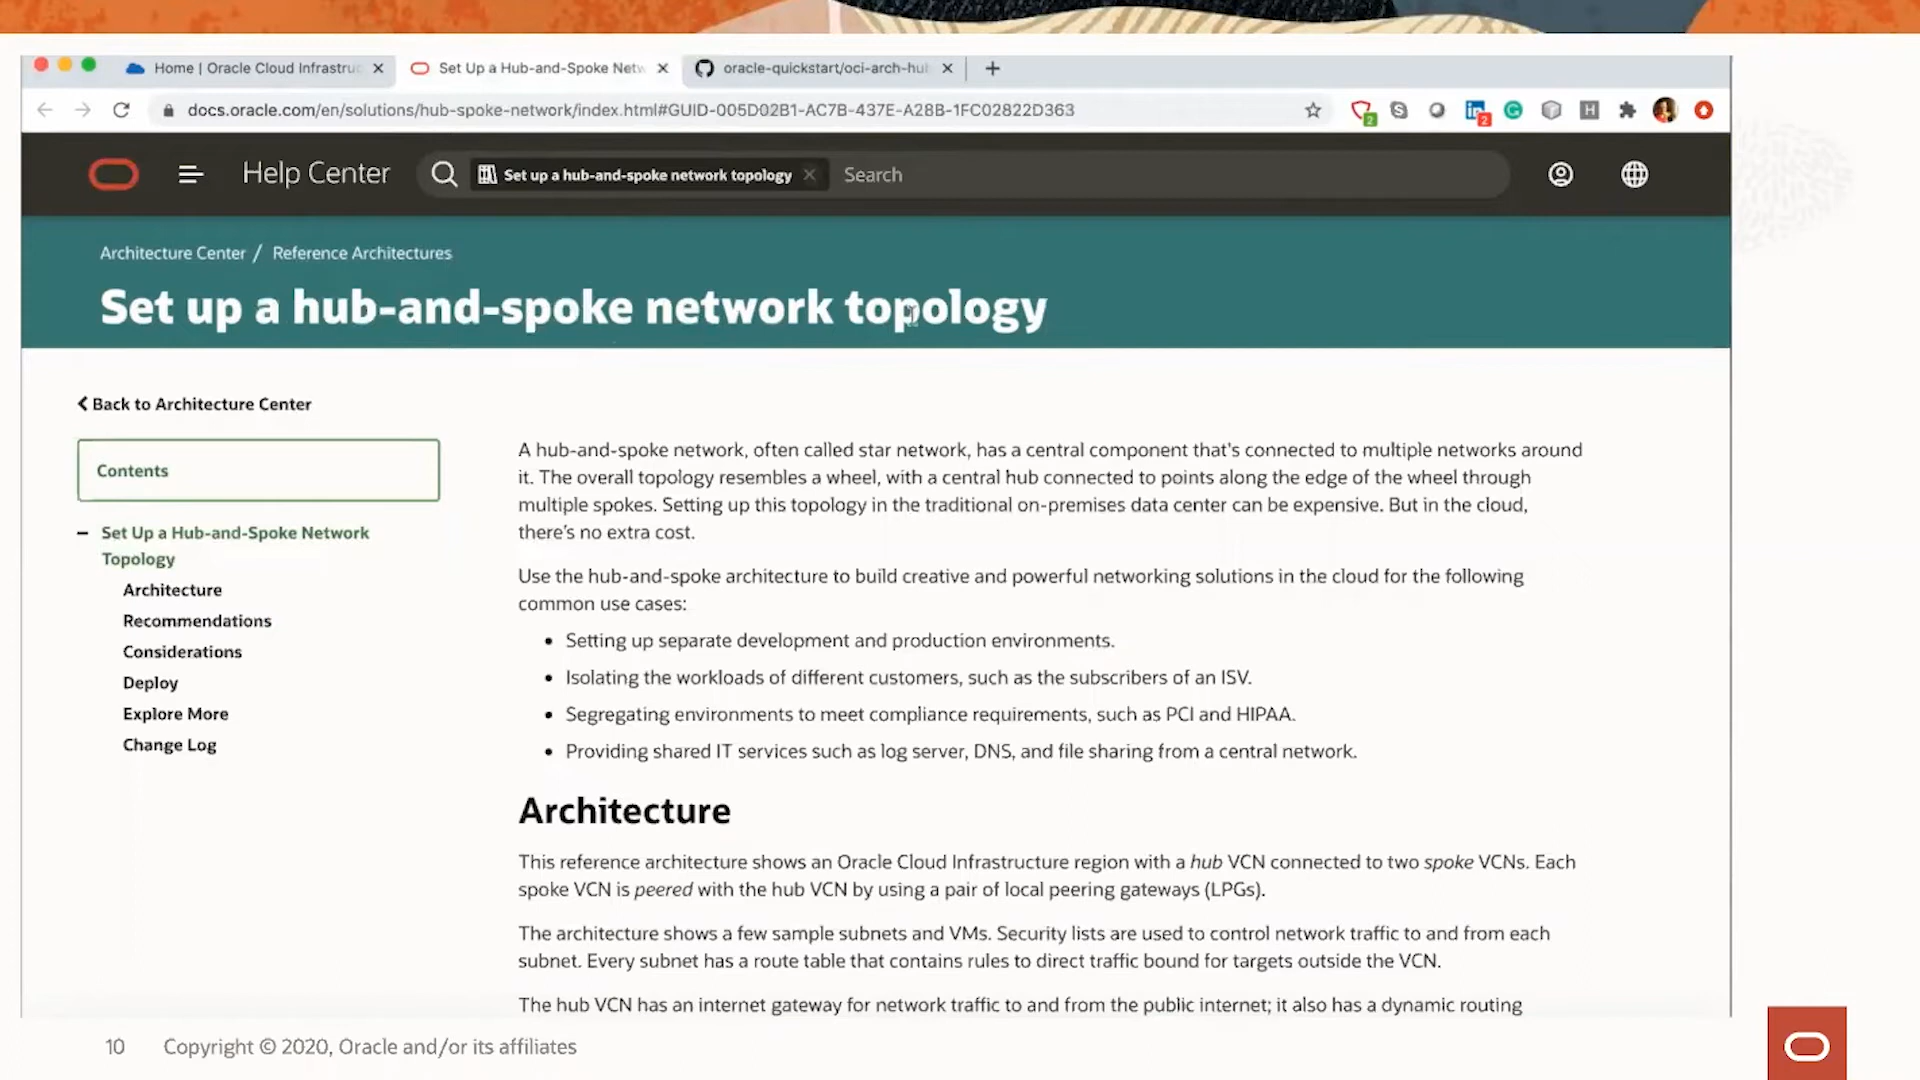 Home | Oracle Cloud Infrastruc
Set Up a Hub-and-Spoke Netw
oracle-quickstart/oci-arch-hub
docs.oracle.com/en/solutions/hub-spoke-network/index.html#GUID-005D02B1-AC7B-437E-A28B-1FC02822D363
2
2
H
Help Center
Set up a hub-and-spoke network topology
Search
Architecture Center / Reference Architectures
Set up a hub-and-spoke network topology
Back to Architecture Center
Contents
Set Up a Hub-and-Spoke Network
Topology
Architecture
Recommendations
Considerations
Deploy
Explore More
Change Log
A hub-and-spoke network, often called star network, has a central component that's connected to multiple networks around
it. The overall topology resembles a wheel, with a central hub connected to points along the edge of the wheel through
multiple spokes. Setting up this topology in the traditional on-premises data center can be expensive. But in the cloud,
there's no extra cost.
Use the hub-and-spoke architecture to build creative and powerful networking solutions in the cloud for the following
common use cases:
• Setting up separate development and production environments.
• Isolating the workloads of different customers, such as the subscribers of an ISV.
• Segregating environments to meet compliance requirements, such as PCI and HIPAA.
• Providing shared IT services such as log server, DNS, and file sharing from a central network.
Architecture
This reference architecture shows an Oracle Cloud Infrastructure region with a hub VCN connected to two spoke VCNs. Each
spoke VCN is peered with the hub VCN by using a pair of local peering gateways (LPGs).
The architecture shows a few sample subnets and VMs. Security lists are used to control network traffic to and from each
subnet. Every subnet has a route table that contains rules to direct traffic bound for targets outside the VCN.
The hub VCN has an internet gateway for network traffic to and from the public internet; it also has a dynamic routing
10
Copyright © 2020, Oracle and/or its affiliates